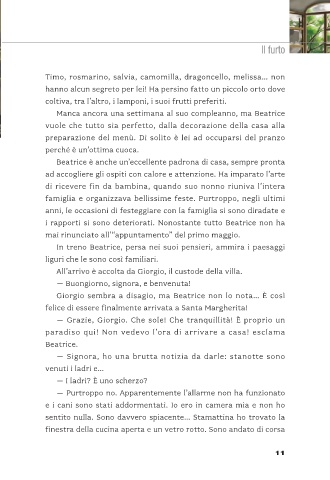 Il furto
Timo, rosmarino, salvia, camomilla, dragoncello, melissa... non
hanno alcun segreto per lei! Ha persino fatto un piccolo orto dove
coltiva, tra l'altro, i lamponi, i suoi frutti preferiti.
Manca ancora una settimana al suo compleanno, ma Beatrice
vuole che tutto sia perfetto, dalla decorazione della casa alla
preparazione del menù. Di solito è lei ad occuparsi del pranzo
perché è un'ottima cuoca.
Beatrice è anche un'eccellente padrona di casa, sempre pronta
ad accogliere gli ospiti con calore e attenzione. Ha imparato l'arte
di ricevere fin da bambina, quando suo nonno riuniva l'intera
famiglia e organizzava bellissime feste. Purtroppo, negli ultimi
anni, le occasioni di festeggiare con la famiglia si sono diradate e
i rapporti si sono deteriorati. Nonostante tutto Beatrice non ha
mai rinunciato all'"appuntamento" del primo maggio.
In treno Beatrice, persa nei suoi pensieri, ammira i paesaggi
liguri che le sono così familiari.
All'arrivo è accolta da Giorgio, il custode della villa.
— Buongiorno, signora, e benvenuta!
Giorgio sembra a disagio, ma Beatrice non lo nota... È così
felice di essere finalmente arrivata a Santa Margherita!
— Grazie, Giorgio. Che sole! Che tranquillità! È proprio un
paradiso qui! Non vedevo l'ora di arrivare a casa! esclama
Beatrice.
— Signora, ho una brutta notizia da darle: stanotte sono
venuti i ladri e...
— I ladri? È uno scherzo?
— Purtroppo no. Apparentemente l'allarme non ha funzionato
e i cani sono stati addormentati. Io ero in camera mia e non ho
sentito nulla. Sono davvero spiacente... Stamattina ho trovato la
finestra della cucina aperta e un vetro rotto. Sono andato di corsa
11